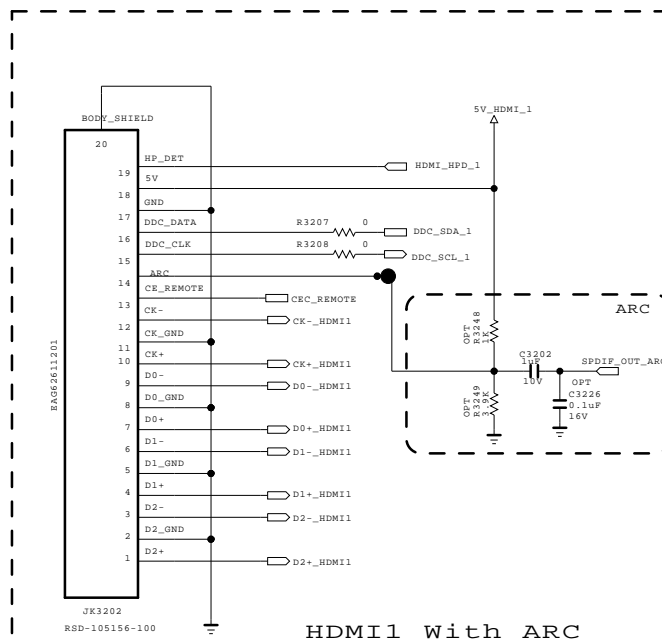 5V_HDMI_1
BODY_SHIELD
20
HP_DET
19
HDMI_HPD_1
5V
18
GND
17
DDC_DATA
R3207 0
16
DDC_SDA_1
DDC_CLK
R3208 0
15
DDC_SCL_1
ARC
14
CE_REMOTE
13
CEC_REMOTE
CK-
12
CK-_HDMI1
CK_GND
11
CK+
10
CK+_HDMI1
D0-
9
D0-_HDMI1
D0_GND
8
D0+
7
D0+_HDMI1
D1-
6
D1-_HDMI1
D1_GND
5
D1+
4
D1+_HDMI1
D2-
3
D2-_HDMI1
D2_GND
2
D2+
1
D2+_HDMI1
EAG62611201
JK3202
RSD-105156-100
ARC
OPT
R3248
1K
C3202
1uF
10V
SPDIF_OUT_ARC
OPT
R3249
3.9K
OPT
C3226
0.1uF
16V
HDMI1 With ARC